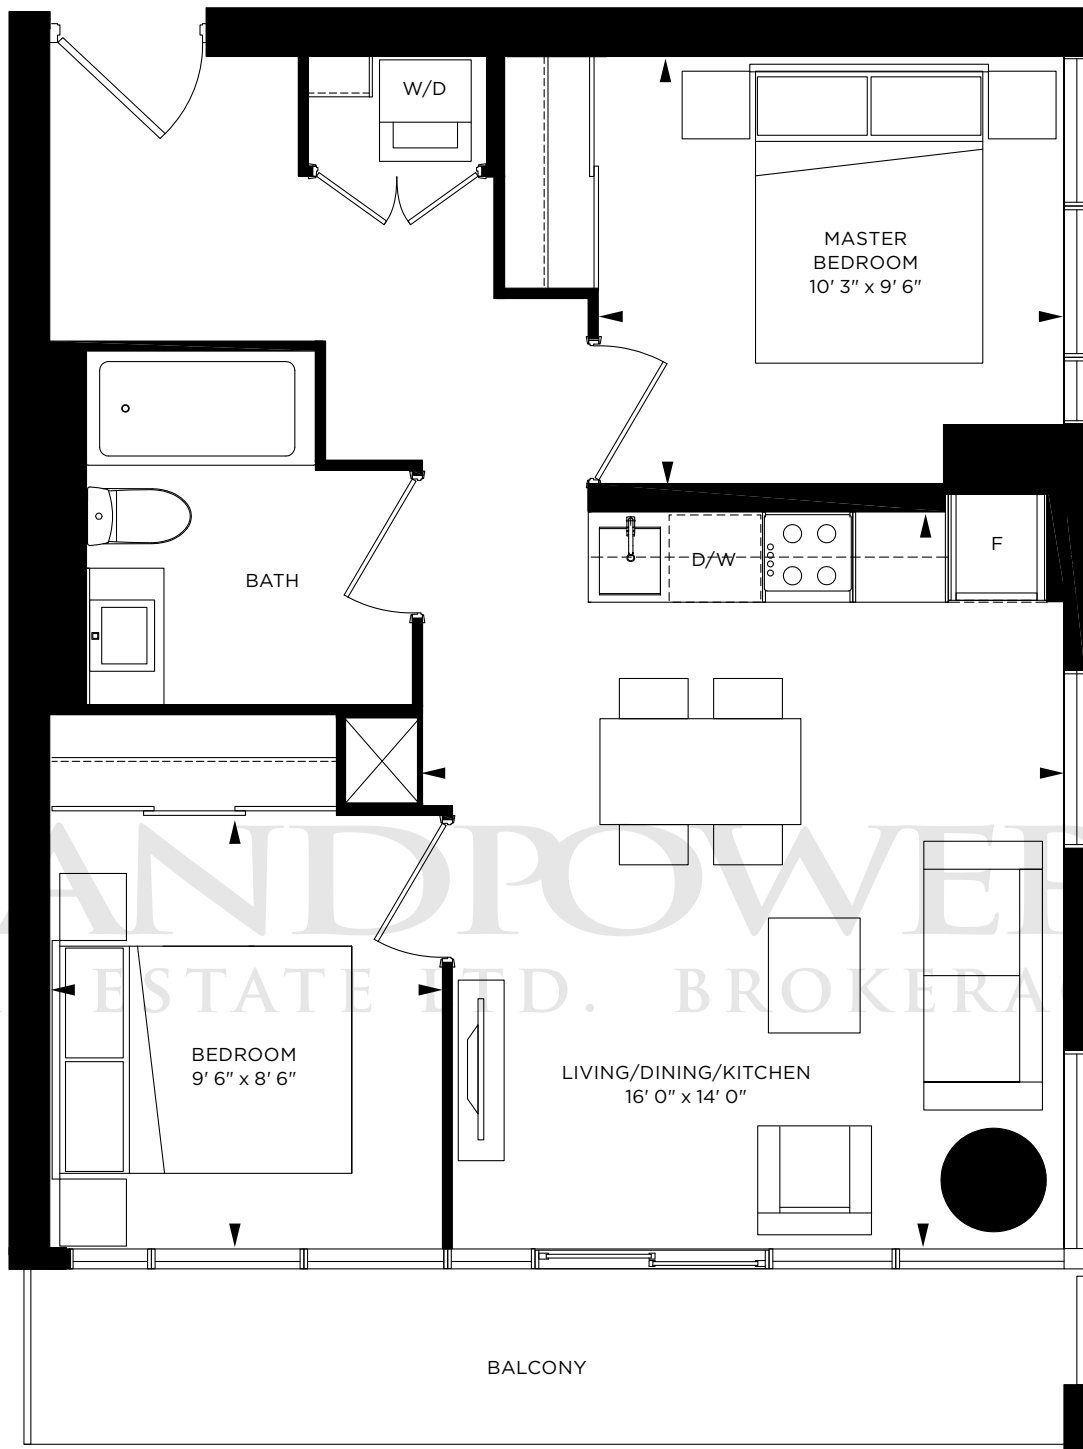 W/D
MASTER
BEDROOM
10' 3" x 9' 6"
D/W
F
BATH
ANDPOWER
ESTATE LTD. BROKERAG
BEDROOM
9' 6" x 8' 6"
LIVING/DINING/KITCHEN
16' 0" x 14' 0"
BALCONY